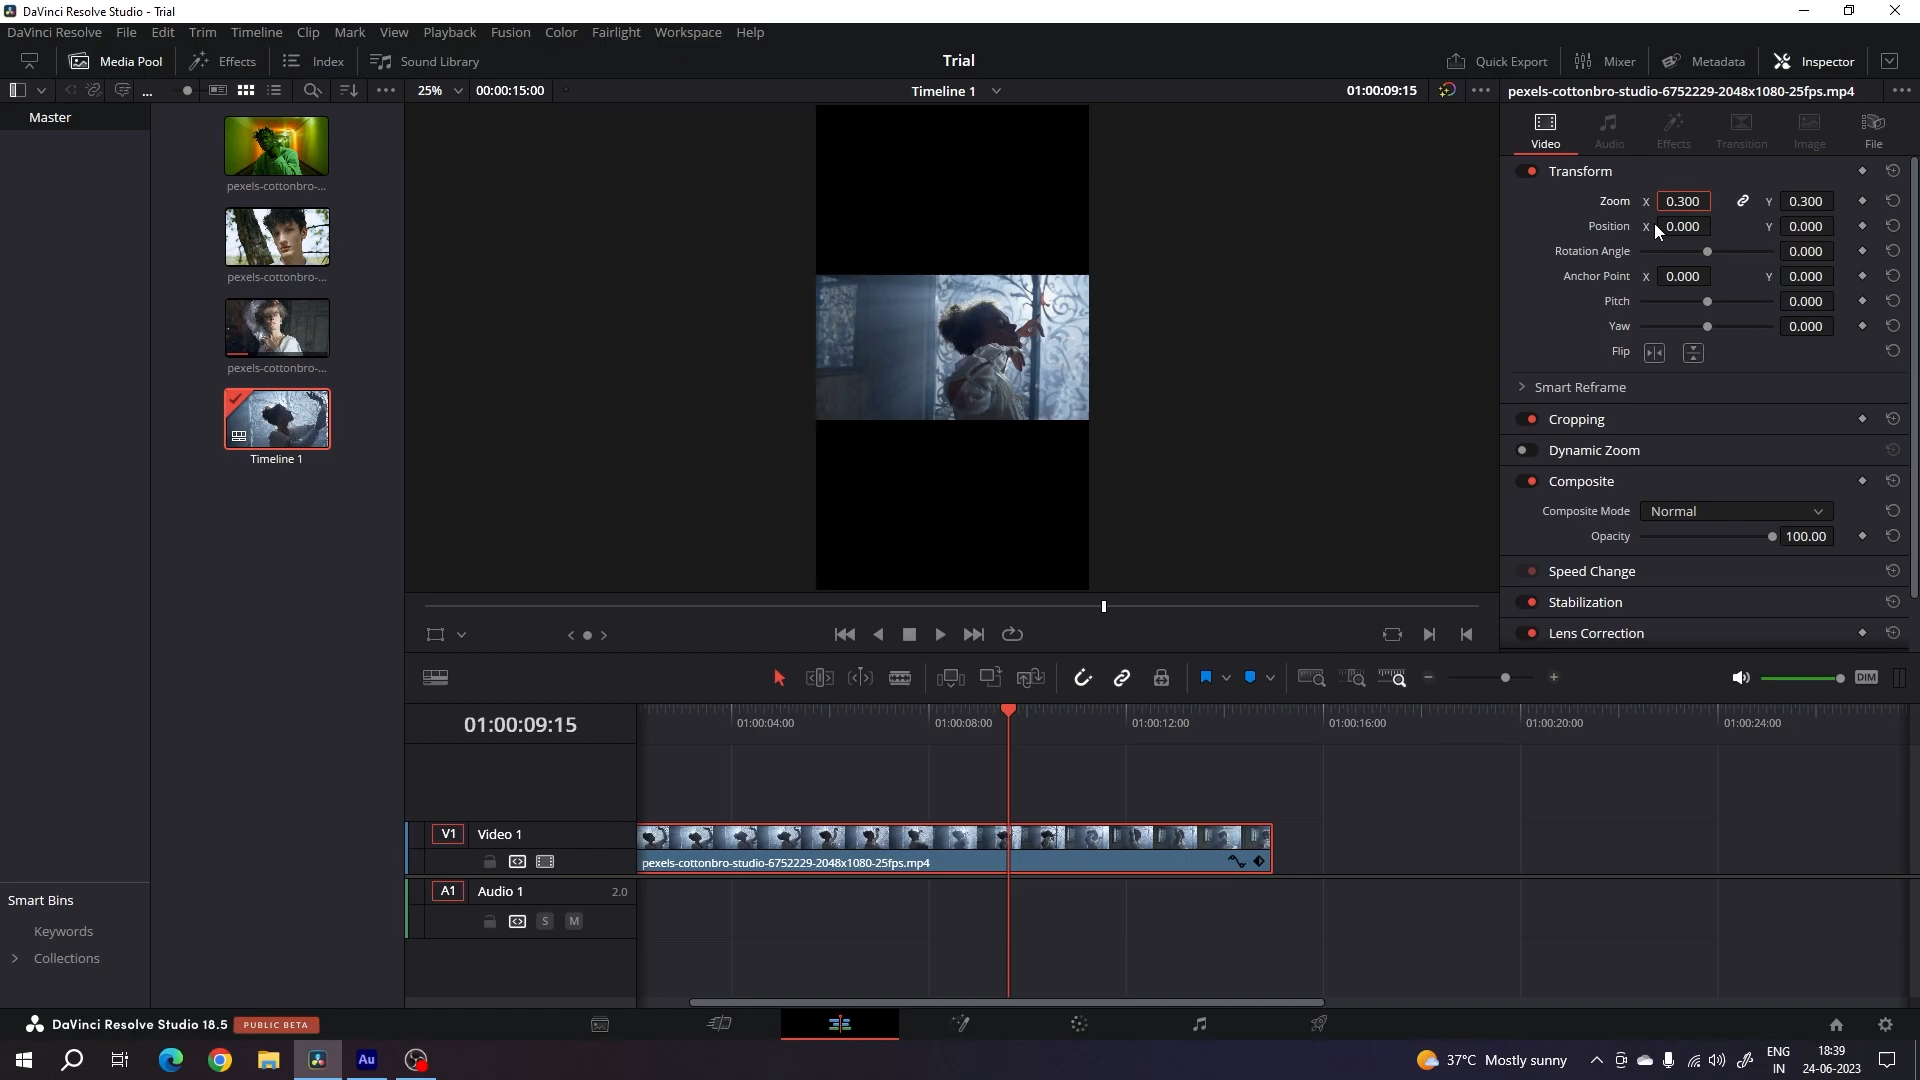 DaVinci Resolve Studio - Trial
DaVinci Resolve File Edit Trim Timeline Clip Mark View Playback Fusion Color Fairlight Workspace Help
Media Pool Effects Index Sound Library Trial Quick Export Mixer Metadata Inspector
... 25% 00:00:15:00 Timeline 1 01:00:09:15 pexels-cottonbro-studio-6752229-2048x1080-25fps.mp4
Master
Video Audio Effects Transition Image File
Transform
pexels-cottonbro-...
Zoom X 0.300 Y 0.300
Position X 0.000 Y 0.000
Rotation Angle 0.000
pexels-cottonbro-...
Anchor Point X 0.000 Y 0.000
Pitch 0.000
Yaw 0.000
Flip
pexels-cottonbro-...
Smart Reframe
Cropping
Dynamic Zoom
Timeline 1
Composite
Composite Mode Normal
Opacity 100.00
Speed Change
Stabilization
Lens Correction
DIM
01:00:09:15
01:00:04:00 01:00:08:00 01:00:12:00 01:00:16:00 01:00:20:00 01:00:24:00
V1 Video 1
pexels-cottonbro-studio-6752229-2048x1080-25fps.mp4
A1 Audio 1 2.0
S M
Smart Bins
Keywords
Collections
DaVinci Resolve Studio 18.5 PUBLIC BETA
Au
37°C Mostly sunny
ENG
IN
18:39
24-06-2023